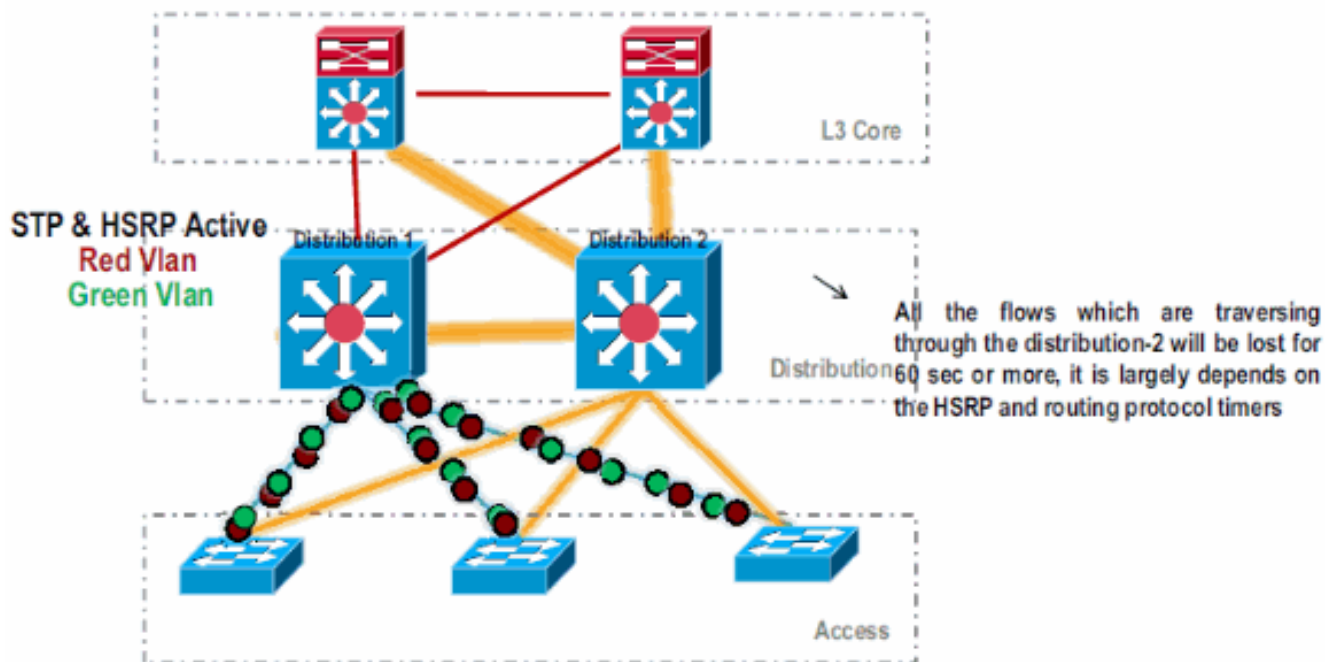 L3 Core
STP & HSRP Active
Red Vlan
Green Vlan
Distribution 1
Distribution 2
All the flows which are traversing
through the distribution-2 will be lost for
60 sec or more, it is largely depends on
the HSRP and routing protocol timers
Distribution
Access